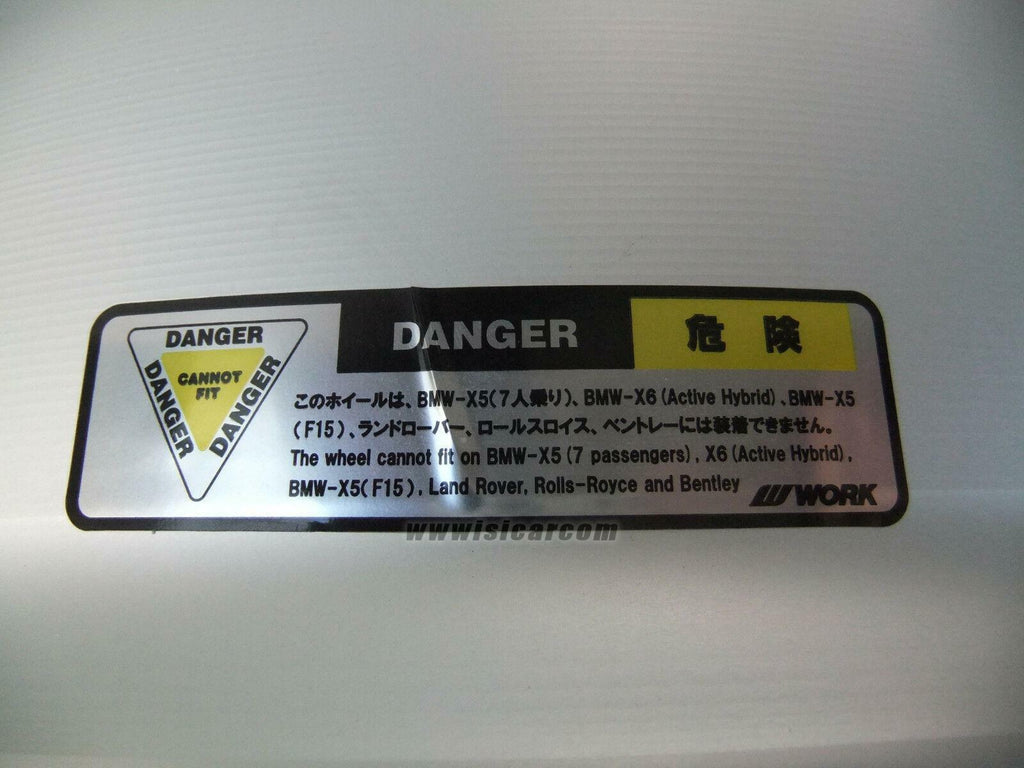 DANGER
DANGER
DANGER
CANNOT
FIT
DANGER
危険
このホイールは、BMW-X5(7人乗り)、BMW-X6(Active Hybrid)、BMW-X5
(F15)、ランドローバー、ロールスロイス、ベントレーには装着できません。
The wheel cannot fit on BMW-X5(7 passengers), X6(Active Hybrid),
BMW-X5(F15), Land Rover, Rolls-Royce and Bentley
WORK
www.isicar.com